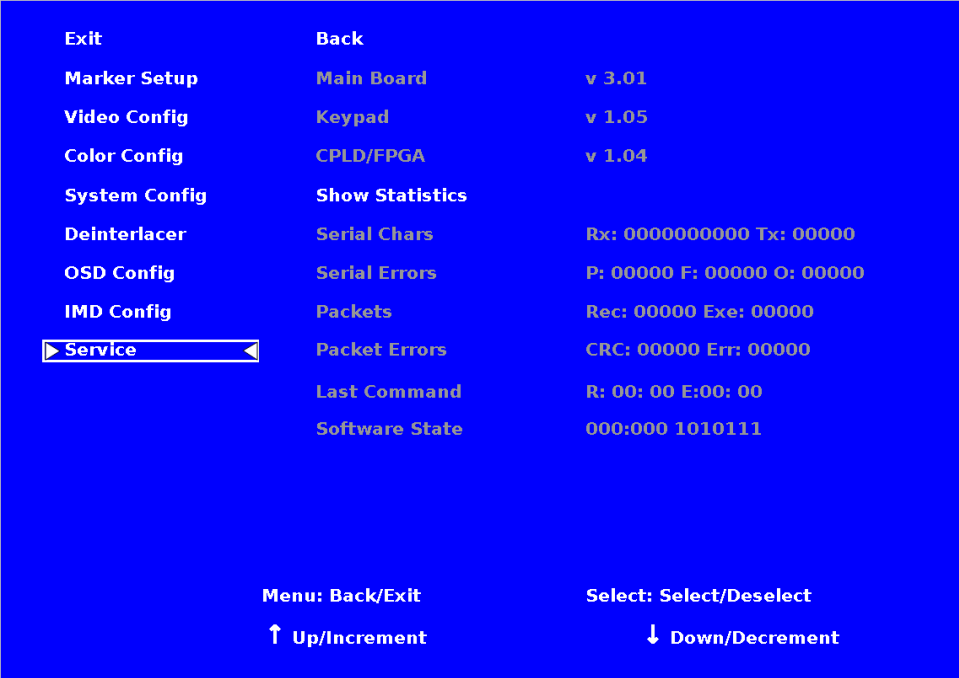 Exit Back
Marker Setup Main Board v 3.01
Video Config Keypad v 1.05
Color Config CPLD/FPGA v 1.04
System Config Show Statistics
Deinterlacer Serial Chars Rx: 0000000000 Tx: 00000
OSD Config Serial Errors P: 00000 F: 00000 O: 00000
IMD Config Packets Rec: 00000 Exe: 00000
Service Packet Errors CRC: 00000 Err: 00000
Last Command R: 00: 00 E:00: 00
Software State 000:000 1010111
Menu: Back/Exit Select: Select/Deselect
↑ Up/Increment ↓ Down/Decrement